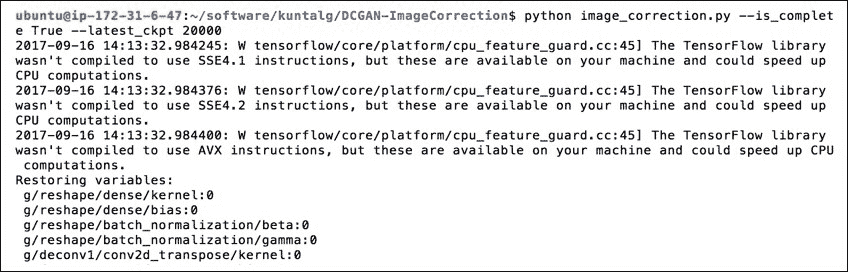 ubuntu@ip-172-31-6-47:~/software/kuntalg/DCGAN-ImageCorrection$ python image_correction.py --is_complet
e True --latest_ckpt 20000
2017-09-16 14:13:32.984245: W tensorflow/core/platform/cpu_feature_guard.cc:45] The TensorFlow library
wasn't compiled to use SSE4.1 instructions, but these are available on your machine and could speed up
CPU computations.
2017-09-16 14:13:32.984376: W tensorflow/core/platform/cpu_feature_guard.cc:45] The TensorFlow library
wasn't compiled to use SSE4.2 instructions, but these are available on your machine and could speed up
CPU computations.
2017-09-16 14:13:32.984400: W tensorflow/core/platform/cpu_feature_guard.cc:45] The TensorFlow library
wasn't compiled to use AVX instructions, but these are available on your machine and could speed up CPU
 computations.
Restoring variables:
 g/reshape/dense/kernel:0
 g/reshape/dense/bias:0
 g/reshape/batch_normalization/beta:0
 g/reshape/batch_normalization/gamma:0
 g/deconv1/conv2d_transpose/kernel:0